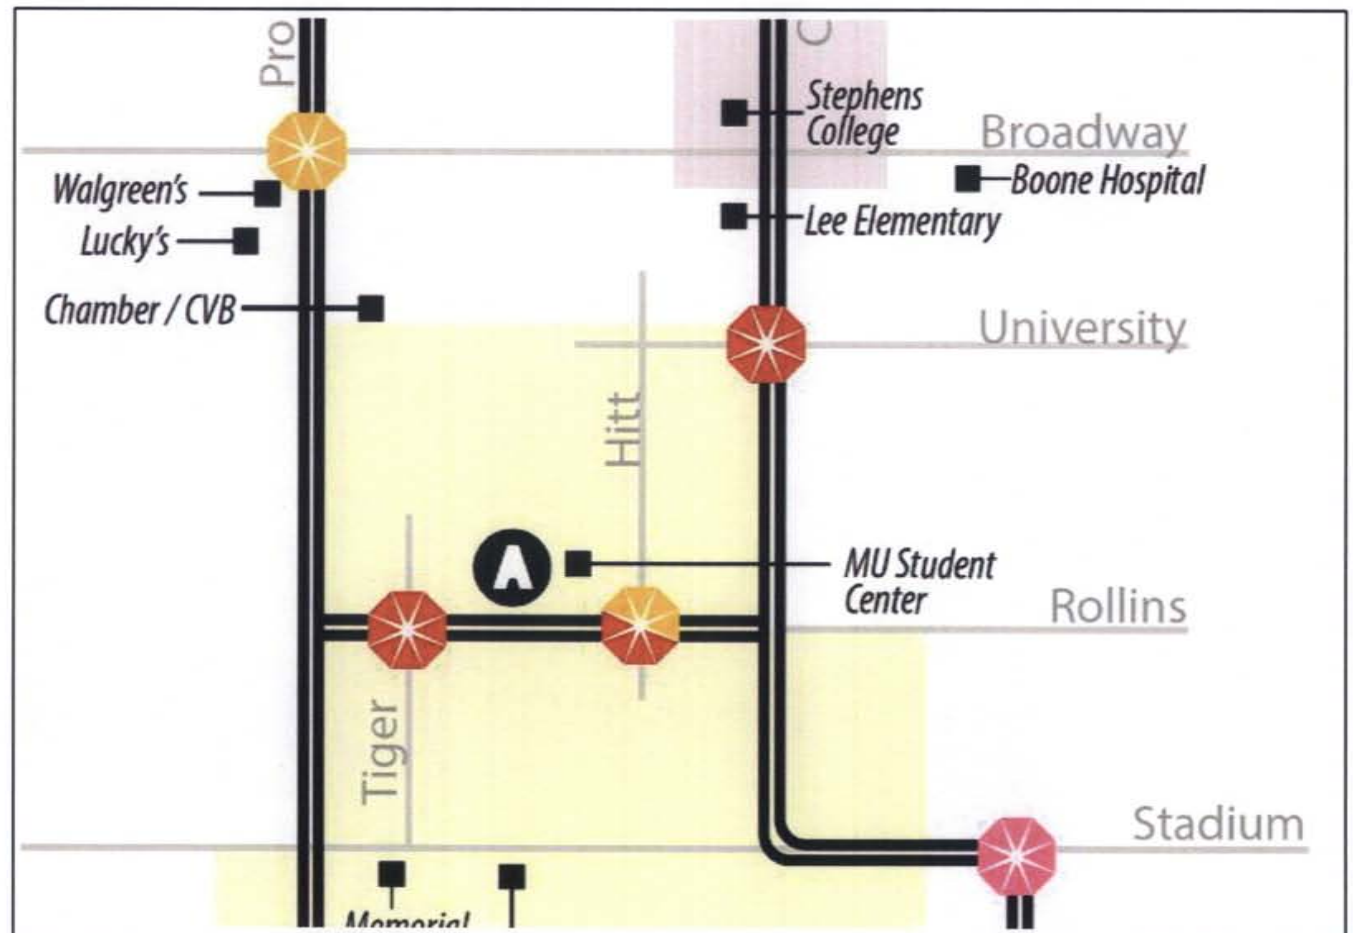 Pro
C
Stephens
College
Broadway
Walgreen's
Boone Hospital
Lucky's
Lee Elementary
Chamber / CVB
University
Hitt
A
MU Student
Center
Rollins
Tiger
Stadium
Memorial